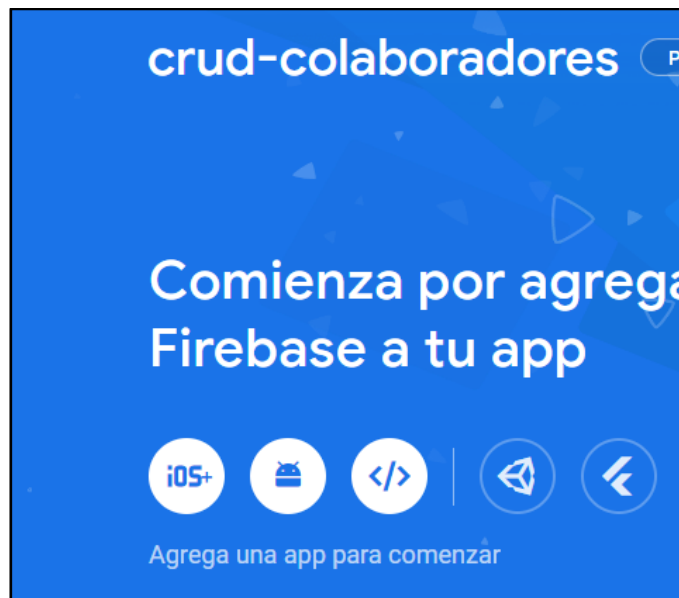 crud-colaboradores P
Comienza por agrega
Firebase a tu app
iOS+ </>
Agrega una app para comenzar